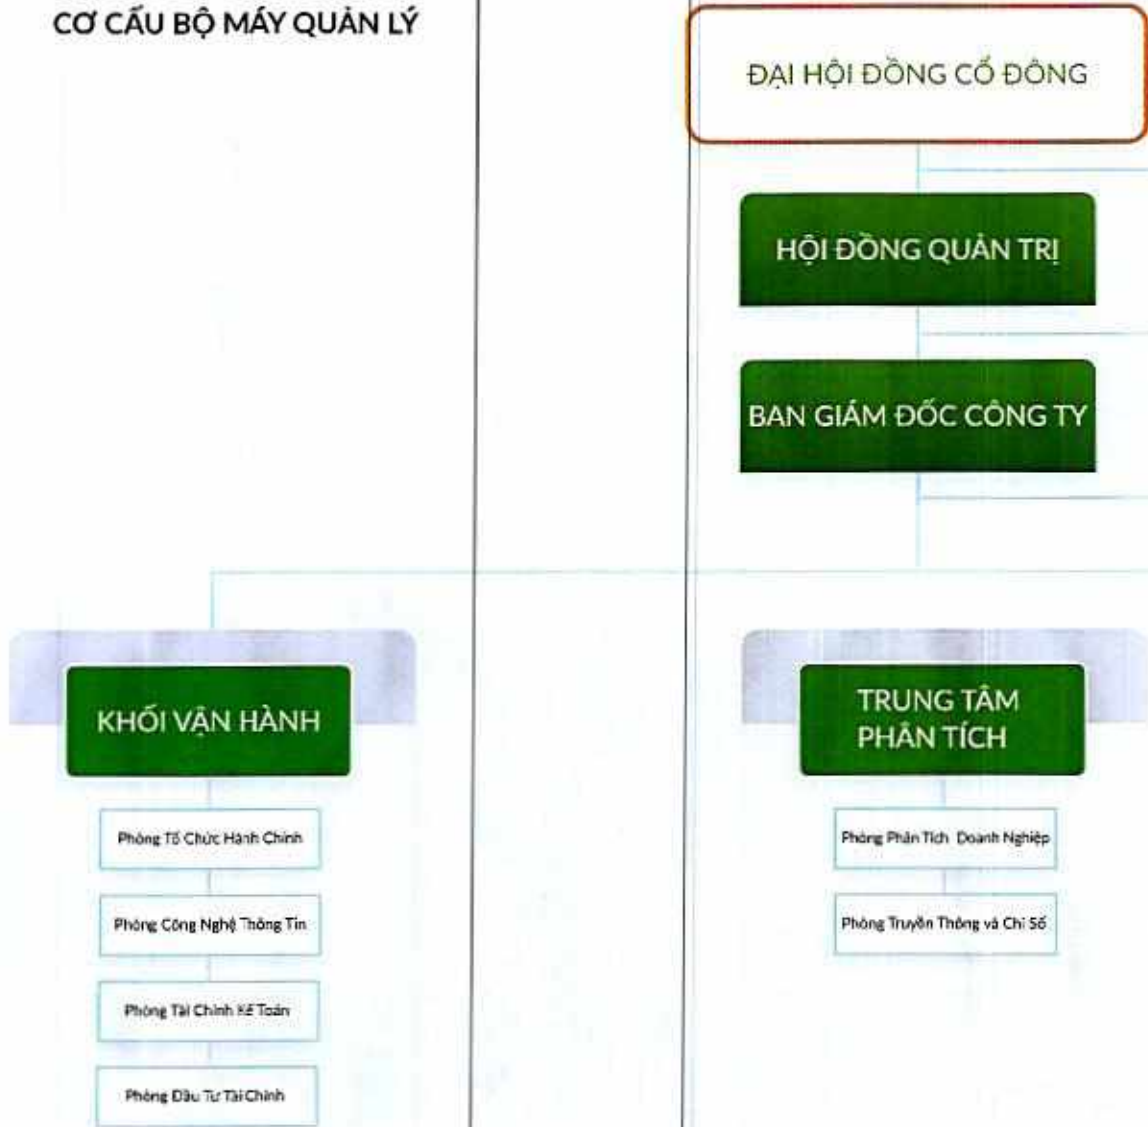 CƠ CẤU BỘ MÁY QUẢN LÝ
ĐẠI HỘI ĐỒNG CỔ ĐÔNG
HỘI ĐỒNG QUẢN TRỊ
BAN GIÁM ĐỐC CÔNG TY
KHỐI VẬN HÀNH
TRUNG TÂM
PHÂN TÍCH
Phòng Tổ Chức Hành Chính
Phòng Công Nghệ Thông Tin
Phòng Tài Chính Kế Toán
Phòng Đầu Tư Tài Chính
Phòng Phân Tích Doanh Nghiệp
Phòng Truyền Thông và Chỉ Số